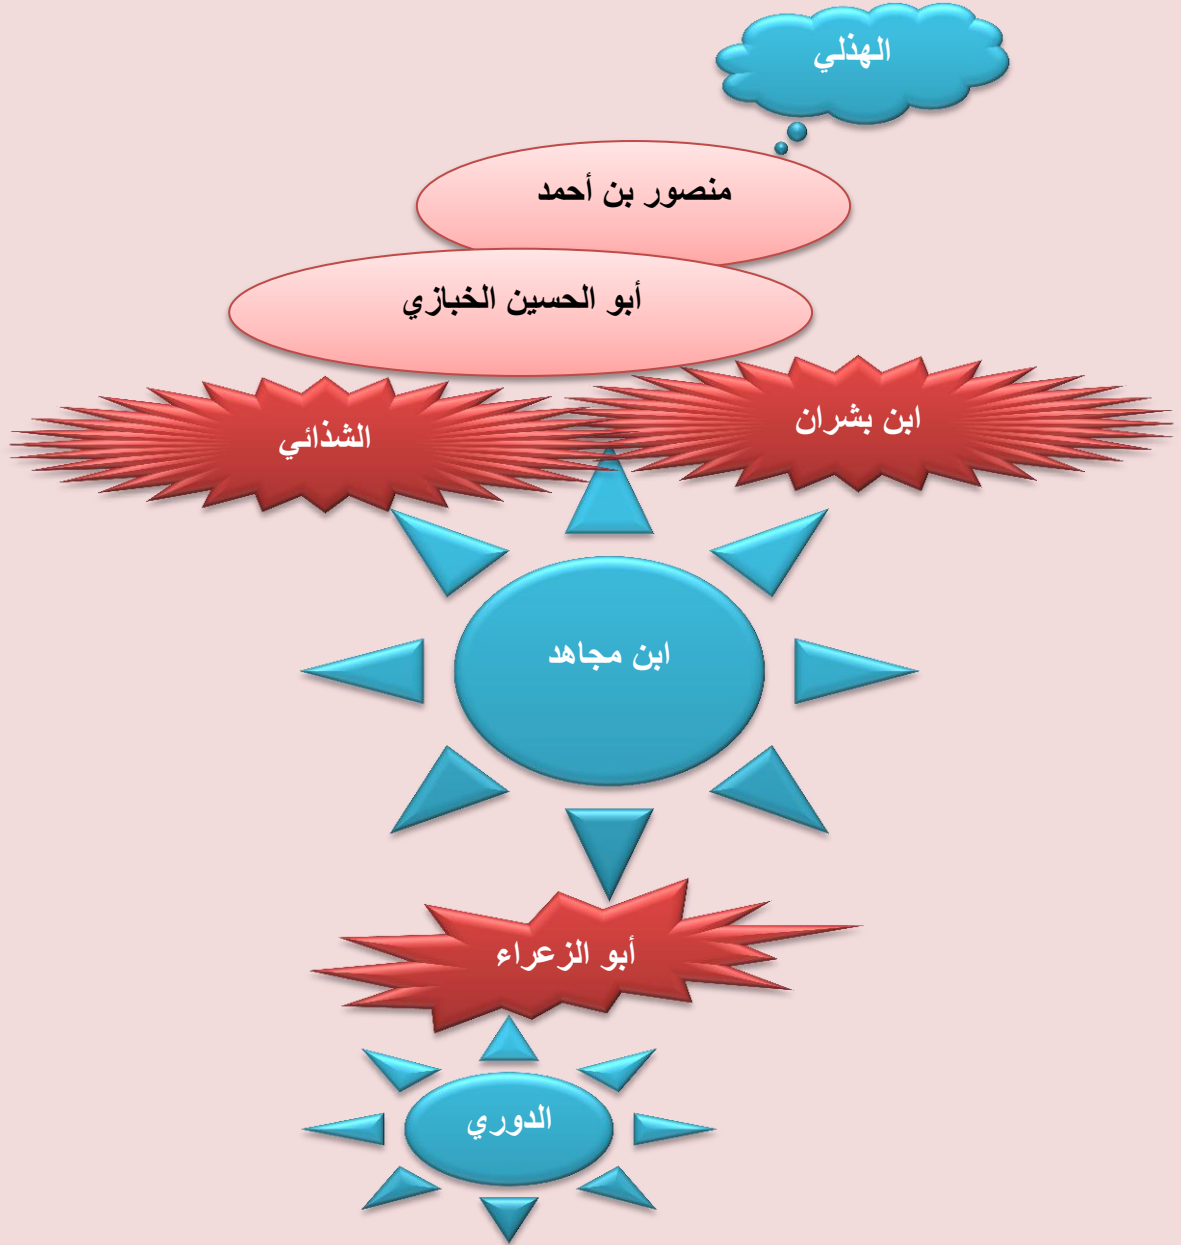 الهذلي
منصور بن أحمد
أبو الحسين الخبازي
ابن بشران
الشذائي
ابن مجاهد
أبو الزعراء
الدوري